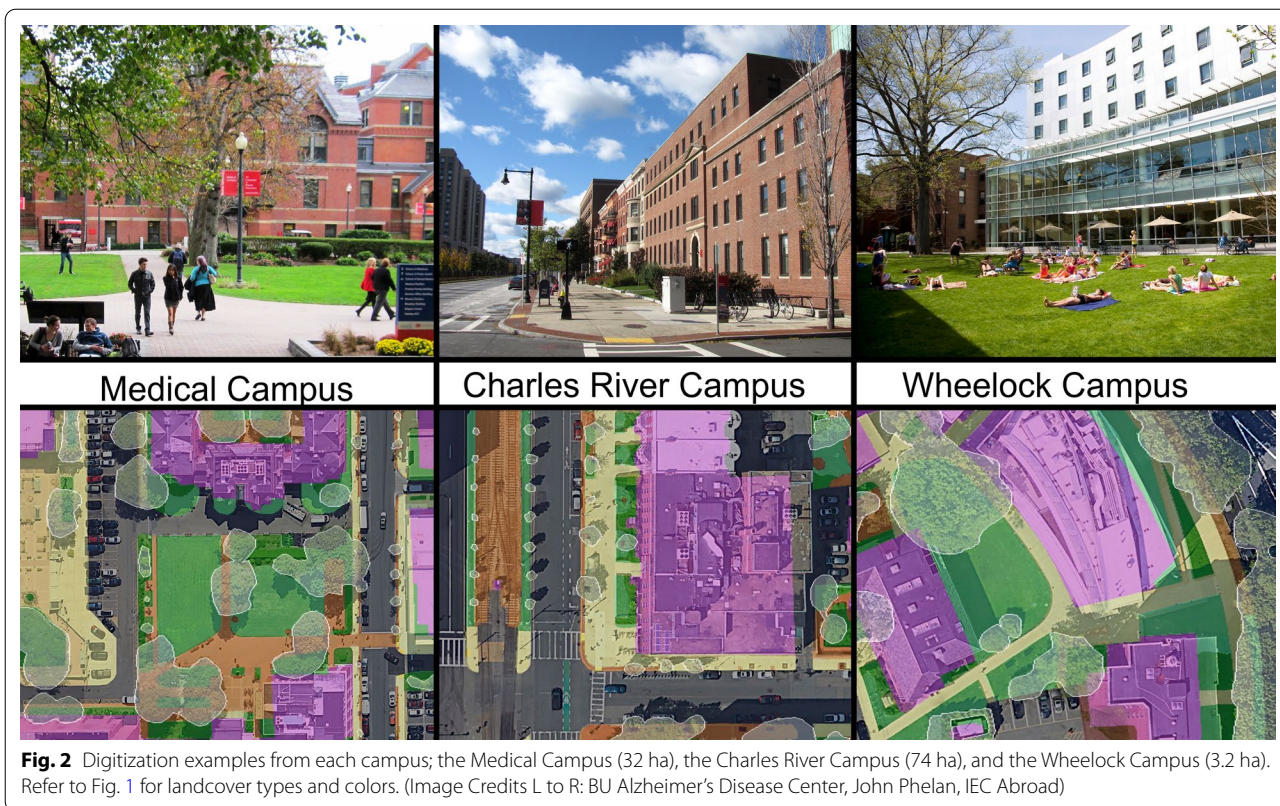 Medical Campus
Charles River Campus
Wheelock Campus
Fig. 2 Digitization examples from each campus; the Medical Campus (32 ha), the Charles River Campus (74 ha), and the Wheelock Campus (3.2 ha).
Refer to Fig. 1 for landcover types and colors. (Image Credits L to R: BU Alzheimer's Disease Center, John Phelan, IEC Abroad)